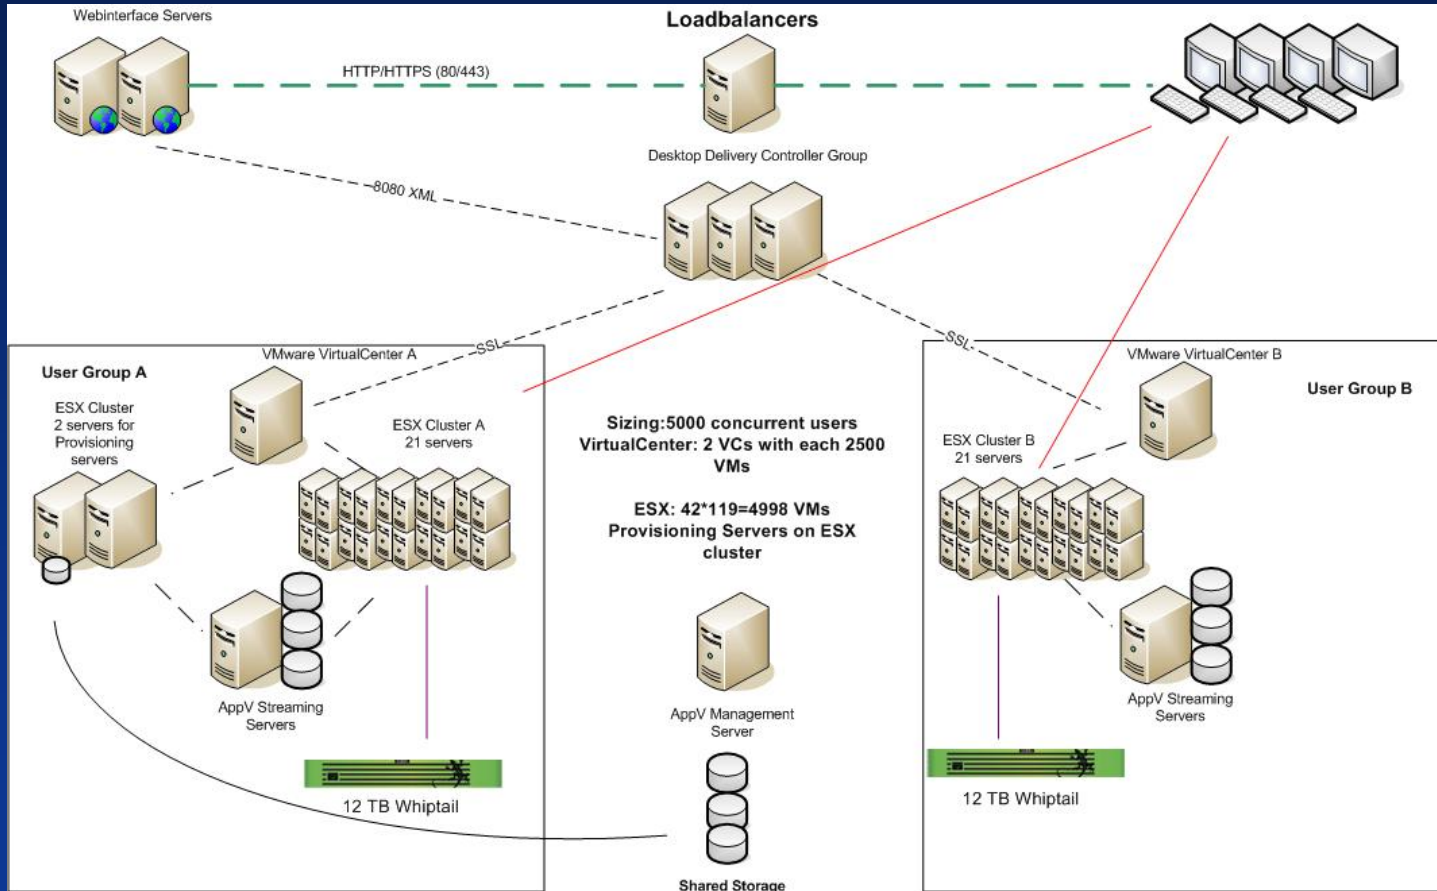 Webinterface Servers
Loadbalancers
HTTP/HTTPS (80/443)
Desktop Delivery Controller Group
8080 XML
SSL
SSL
VMware VirtualCenter A
User Group A
ESX Cluster
2 servers for
Provisioning
servers
ESX Cluster A
21 servers
AppV Streaming
Servers
12 TB Whiptail
Sizing:5000 concurrent users
VirtualCenter: 2 VCs with each 2500
VMs
ESX: 42*119=4998 VMs
Provisioning Servers on ESX
cluster
AppV Management
Server
Shared Storage
VMware VirtualCenter B
User Group B
ESX Cluster B
21 servers
AppV Streaming
Servers
12 TB Whiptail